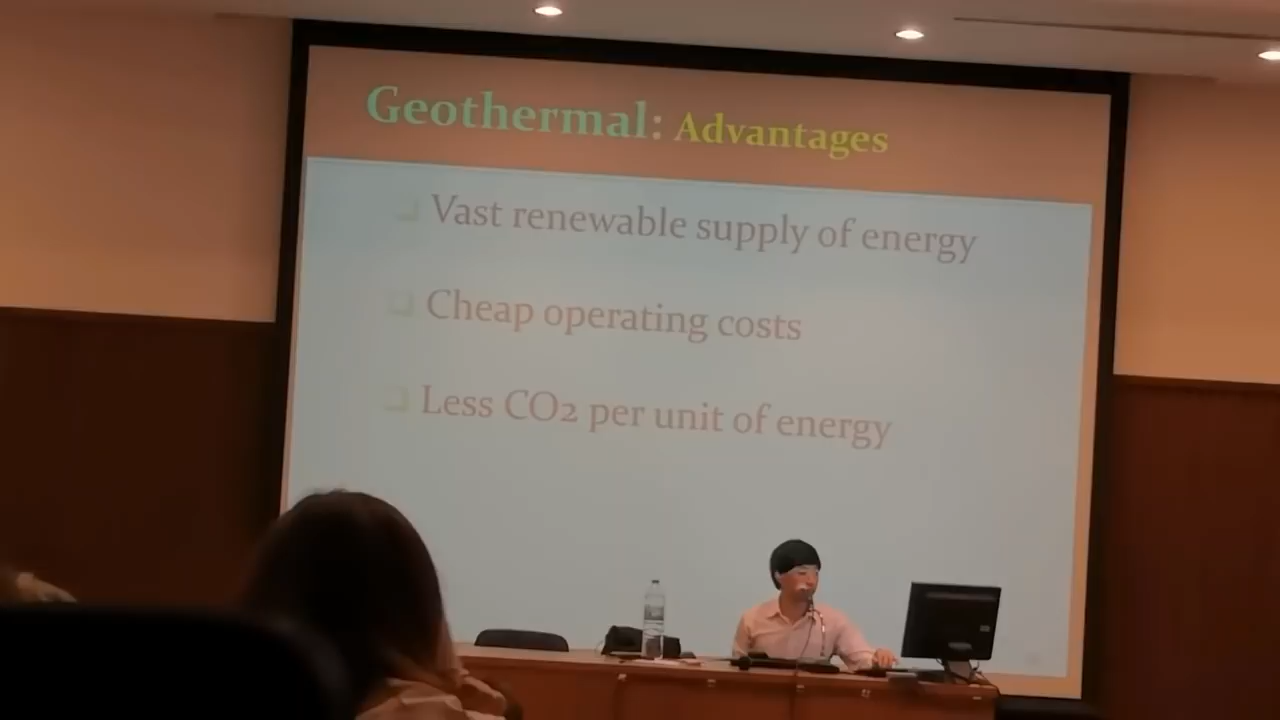 Geothermal: Advantages
Vast renewable supply of energy
Cheap operating costs
Less CO2 per unit of energy